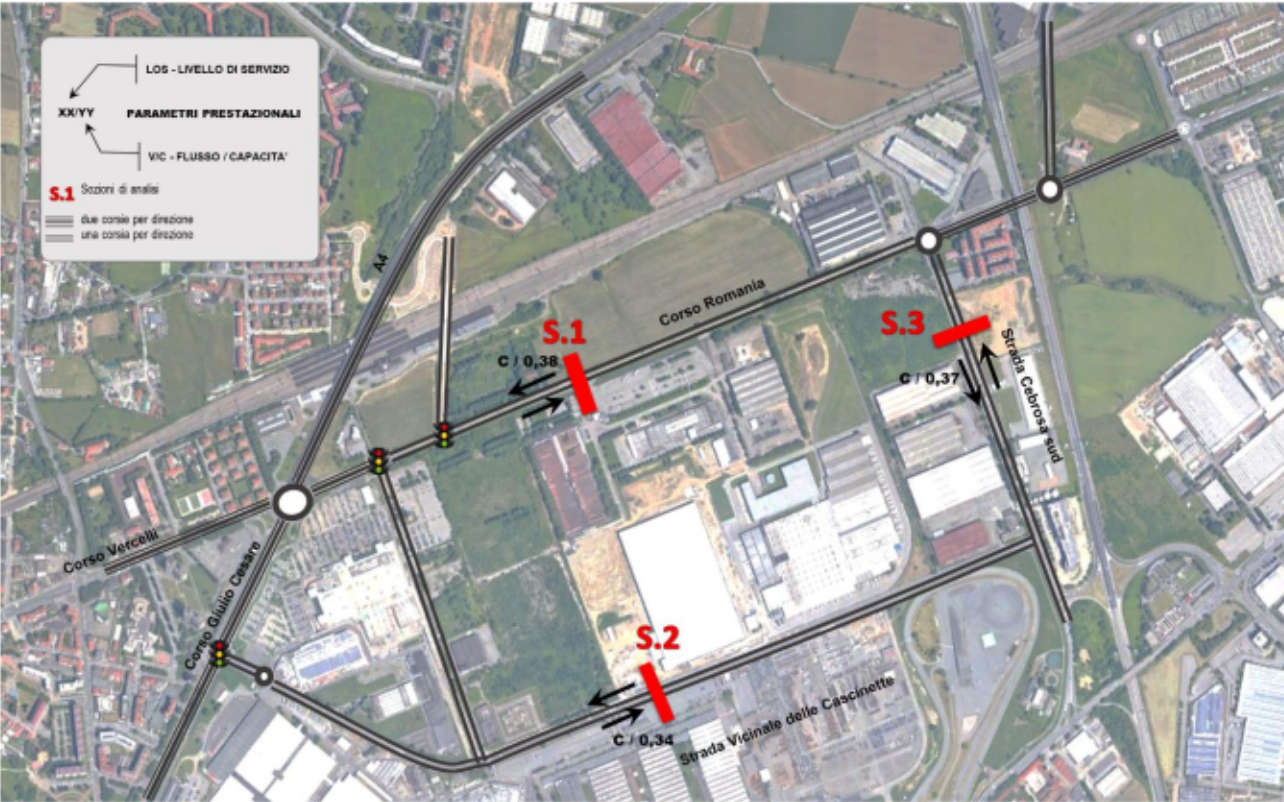 LOS - LIVELLO DI SERVIZIO
XX/YY
PARAMETRI PRESTAZIONALI
V/C - FLUSSO / CAPACITA'
S.1 Sezioni di analisi
due corsie per direzione
una corsia per direzione
A4
Corso Romania
S.1
C / 0,38
S.3
C / 0,37
Strada Cebrosa sud
Corso Vercelli
Corso Giulio Cesare
S.2
C / 0,34
Strada Vicinale delle Cascinette